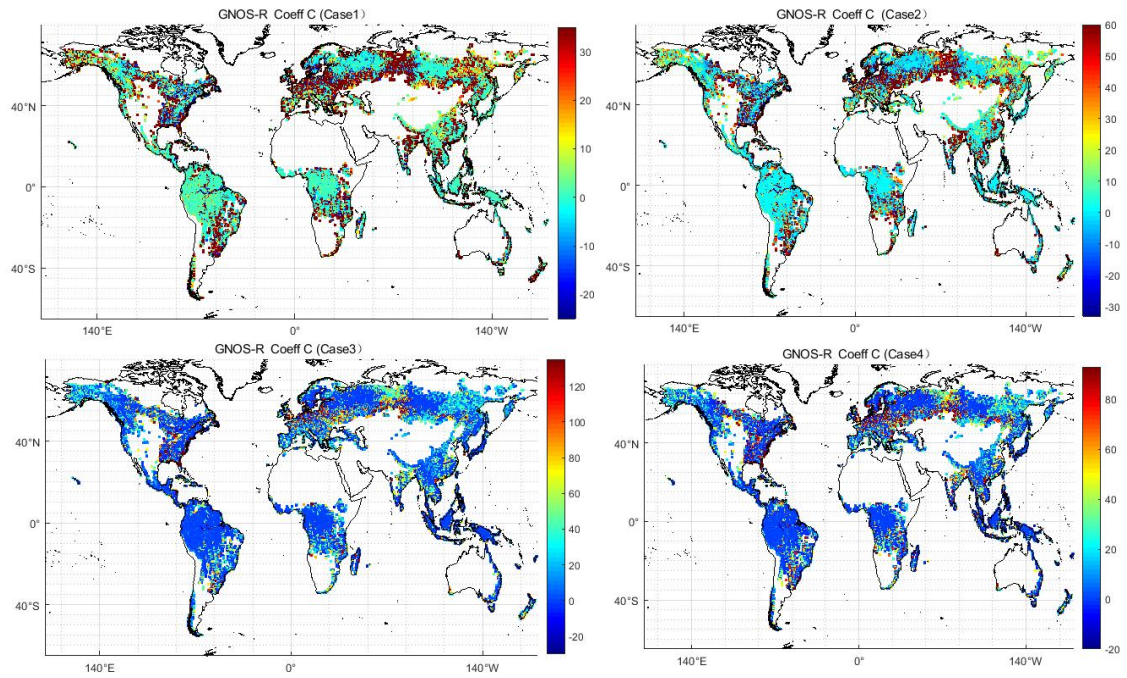 GNOS-R Coeff C (Case1)
30
20
10
0
-10
-20
40°N
0°
40°S
140°E
0°
140°W
GNOS-R Coeff C (Case2)
60
50
40
30
20
10
0
-10
-20
-30
40°N
0°
40°S
140°E
0°
140°W
GNOS-R Coeff C (Case3)
120
100
80
60
40
20
0
-20
40°N
0°
40°S
140°E
0°
140°W
GNOS-R Coeff C (Case4)
80
60
40
20
0
-20
40°N
0°
40°S
140°E
0°
140°W